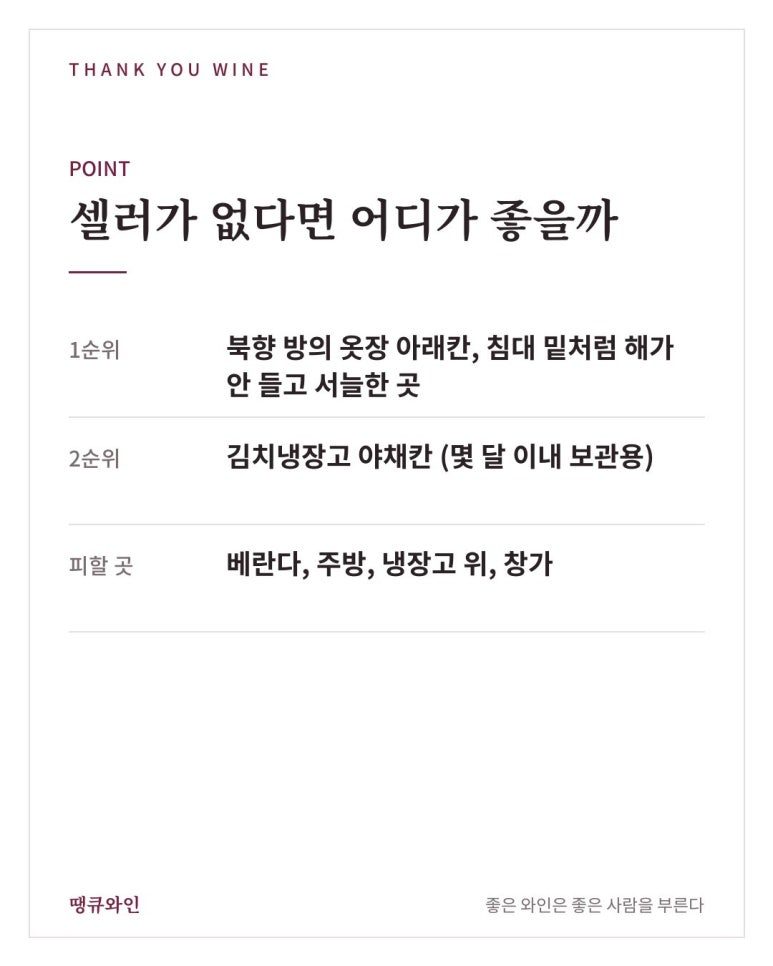 THANK YOU WINE
POINT
셀러가 없다면 어디가 좋을까
1순위
북향 방의 옷장 아래칸, 침대 밑처럼 해가
안 들고 서늘한 곳
2순위
김치냉장고 야채칸 (몇 달 이내 보관용)
피할 곳
베란다, 주방, 냉장고 위, 창가
땡큐와인
좋은 와인은 좋은 사람을 부른다